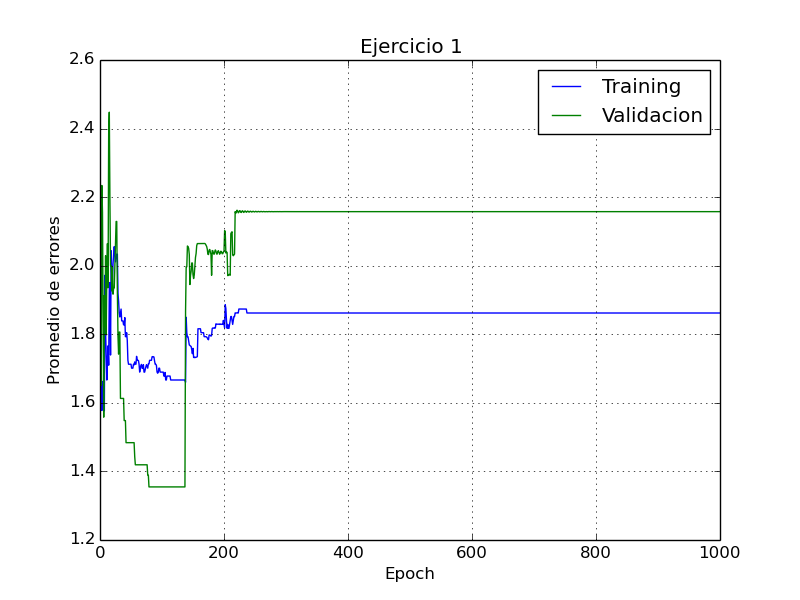 Ejercicio 1
Training
Validacion
Promedio de errores
2.6
2.4
2.2
2.0
1.8
1.6
1.4
1.2
0 200 400 600 800 1000
Epoch